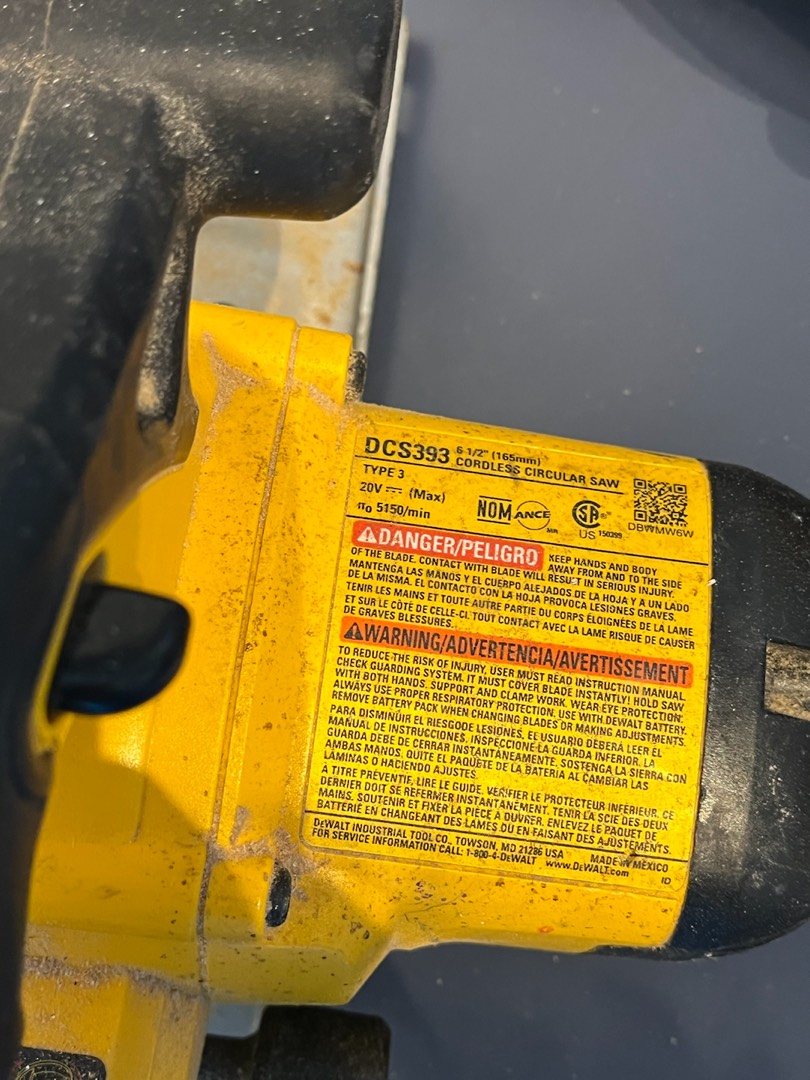 DCS393 6 1/2" (165mm)
CORDLESS CIRCULAR SAW
TYPE 3
20V ⎓ (Max)
no 5150/min
NOM ANCE MR
SA ® US 150299
DBWMW6W
DANGER/PELIGRO KEEP HANDS AND BODY
AWAY FROM AND TO THE SIDE
OF THE BLADE. CONTACT WITH BLADE WILL RESULT IN SERIOUS INJURY.
MANTENGA LAS MANOS Y EL CUERPO ALEJADOS DE LA HOJA Y A UN LADO
DE LA MISMA. EL CONTACTO CON LA HOJA PROVOCA LESIONES GRAVES.
TENIR LES MAINS ET TOUTE AUTRE PARTIE DU CORPS ÉLOIGNÉES DE LA LAME
ET SUR LE CÔTÉ DE CELLE-CI. TOUT CONTACT AVEC LA LAME RISQUE DE CAUSER
DE GRAVES BLESSURES.
WARNING/ADVERTENCIA/AVERTISSEMENT
TO REDUCE THE RISK OF INJURY, USER MUST READ INSTRUCTION MANUAL.
CHECK GUARDING SYSTEM. IT MUST COVER BLADE INSTANTLY! HOLD SAW
WITH BOTH HANDS. SUPPORT AND CLAMP WORK. WEAR EYE PROTECTION.
ALWAYS USE PROPER RESPIRATORY PROTECTION. USE WITH DEWALT BATTERY.
REMOVE BATTERY PACK WHEN CHANGING BLADES OR MAKING ADJUSTMENTS.
PARA DISMINUIR EL RIESGO DE LESIONES, EL USUARIO DEBERÁ LEER EL
MANUAL DE INSTRUCCIONES. INSPECCIONE LA GUARDA INFERIOR. LA
GUARDA DEBE DE CERRAR INSTANTÁNEAMENTE. SOSTENGA LA SIERRA CON
AMBAS MANOS, QUITE EL PAQUETE DE LA BATERIA AL CAMBIAR LAS
LÁMINAS O HACIENDO AJUSTES.
À TITRE PRÉVENTIF, LIRE LE GUIDE. VÉRIFIER LE PROTECTEUR INFÉRIEUR. CE
DERNIER DOIT SE REFERMER INSTANTANÉMENT. TENIR LA SCIE DES DEUX
MAINS. SOUTENIR ET FIXER LA PIÈCE À OUVRER. ENLEVEZ LE PAQUET DE
BATTERIE EN CHANGEANT DES LAMES OU EN FAISANT DES AJUSTEMENTS.
DEWALT INDUSTRIAL TOOL CO., TOWSON, MD 21286 USA MADE IN MEXICO
FOR SERVICE INFORMATION CALL: 1-800-4-DEWALT www.DEWALT.com ID